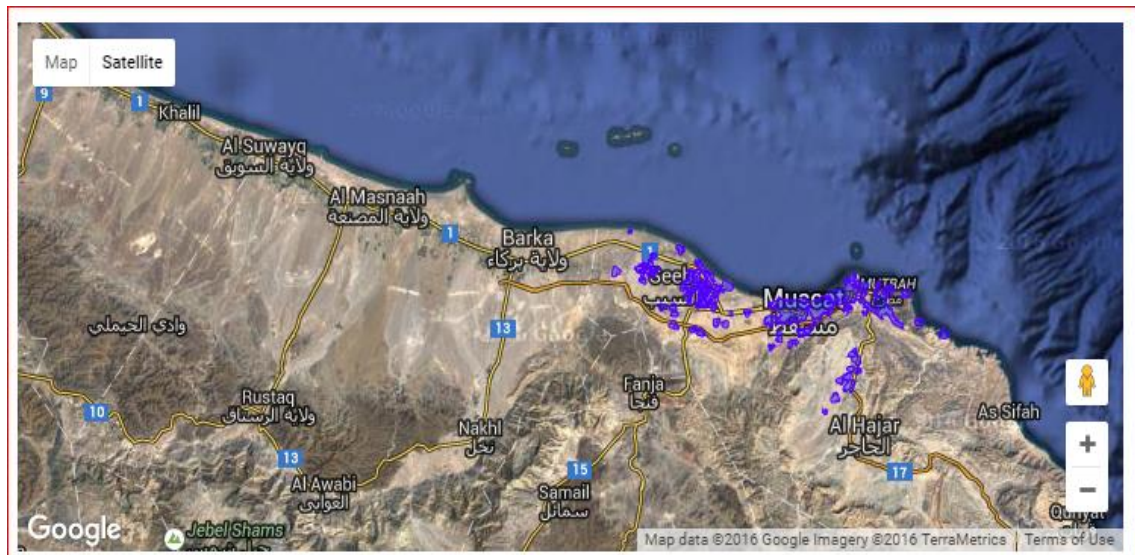 Map Satellite
9
1
Khalil
Al Suwayq
ولاية السويق
Al Masnaah
ولاية المصنعة
1
Barka
ولاية بركاء
1
Seeb
السيب
MUTRAH
Muscat
مسقط
13
وادي الحيملي
Fanja
فنجا
Rustaq
ولاية الرستاق
10
As Sifah
Al Hajar
الحاجر
Nakhl
نخل
13
15
17
Al Awabi
العوابي
Samail
سمائل
Quriyat
Google
Jebel Shams
Map data ©2016 Google Imagery ©2016 TerraMetrics
Terms of Use